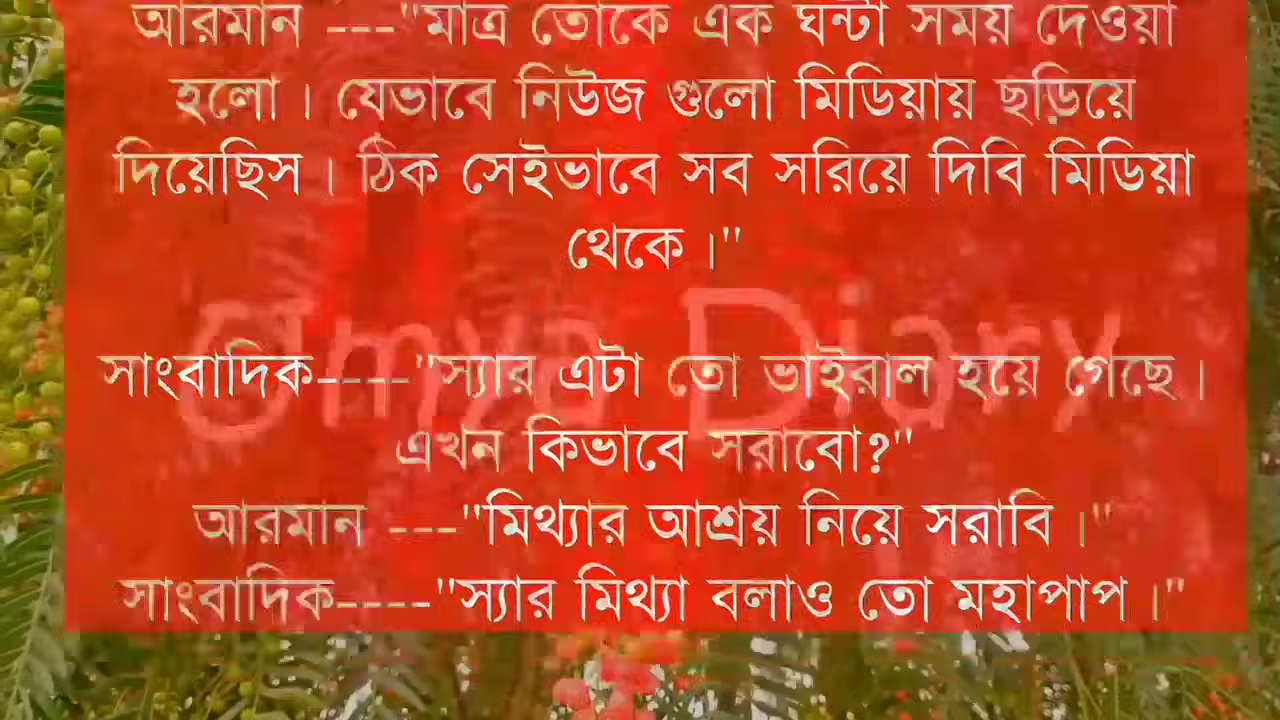 আরমান ---"মাত্র তোকে এক ঘন্টা সময় দেওয়া
হলো । যেভাবে নিউজ গুলো মিডিয়ায় ছড়িয়ে
দিয়েছিস । ঠিক সেইভাবে সব সরিয়ে দিবি মিডিয়া
থেকে ।"
সাংবাদিক----"স্যার এটা তো ভাইরাল হয়ে গেছে ।
এখন কিভাবে সরাবো?"
আরমান ---"মিথ্যার আশ্রয় নিয়ে সরাবি ।"
সাংবাদিক----"স্যার মিথ্যা বলাও তো মহাপাপ ।"
Diary